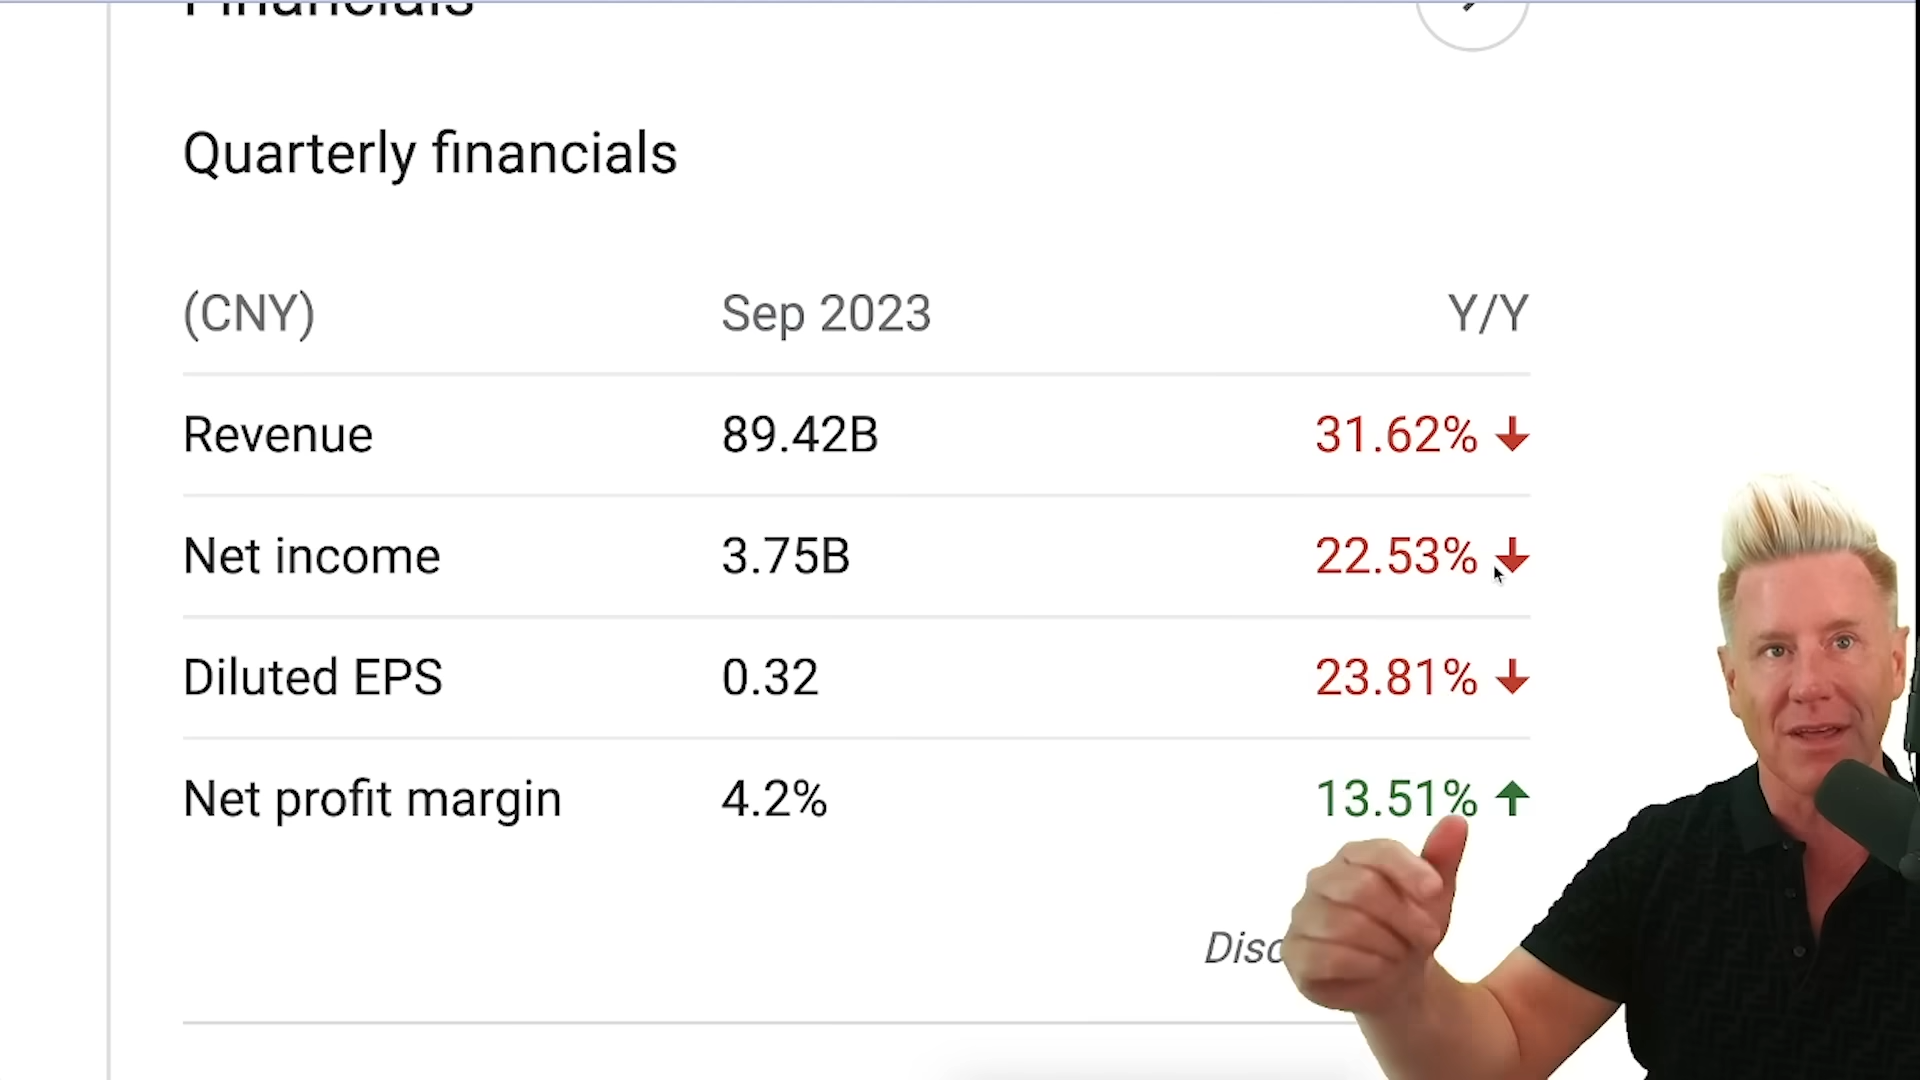 Financials
Quarterly financials
(CNY) Sep 2023 Y/Y
Revenue 89.42B 31.62% ↓
Net income 3.75B 22.53% ↓
Diluted EPS 0.32 23.81% ↓
Net profit margin 4.2% 13.51% ↑